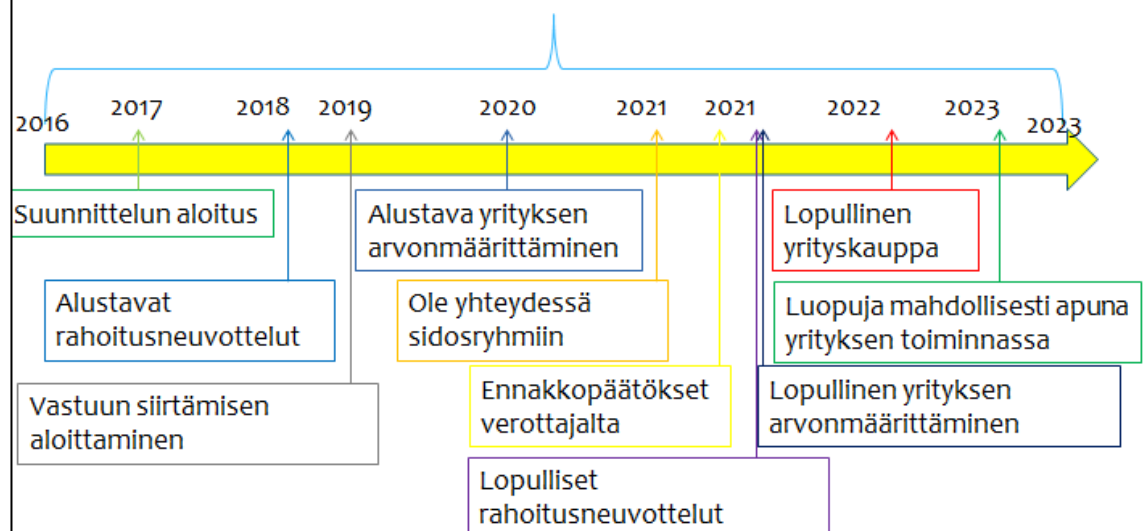 2016
2017
2018
2019
2020
2021
2021
2022
2023
2023
Suunnittelun aloitus
Alustava yrityksen
arvonmäärittäminen
Lopullinen
yrityskauppa
Alustavat
rahoitusneuvottelut
Ole yhteydessä
sidosryhmiin
Luopuja mahdollisesti apuna
yrityksen toiminnassa
Vastuun siirtämisen
aloittaminen
Ennakkopäätökset
verottajalta
Lopullinen yrityksen
arvonmäärittäminen
Lopulliset
rahoitusneuvottelut